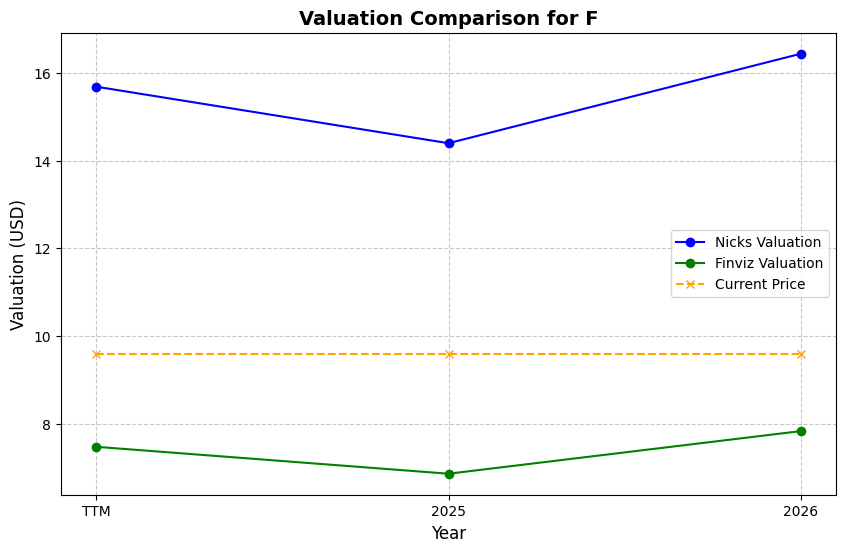 Valuation Comparison for F
Valuation (USD)
16
14
12
10
8
Nicks Valuation
Finviz Valuation
Current Price
TTM 2025 2026
Year